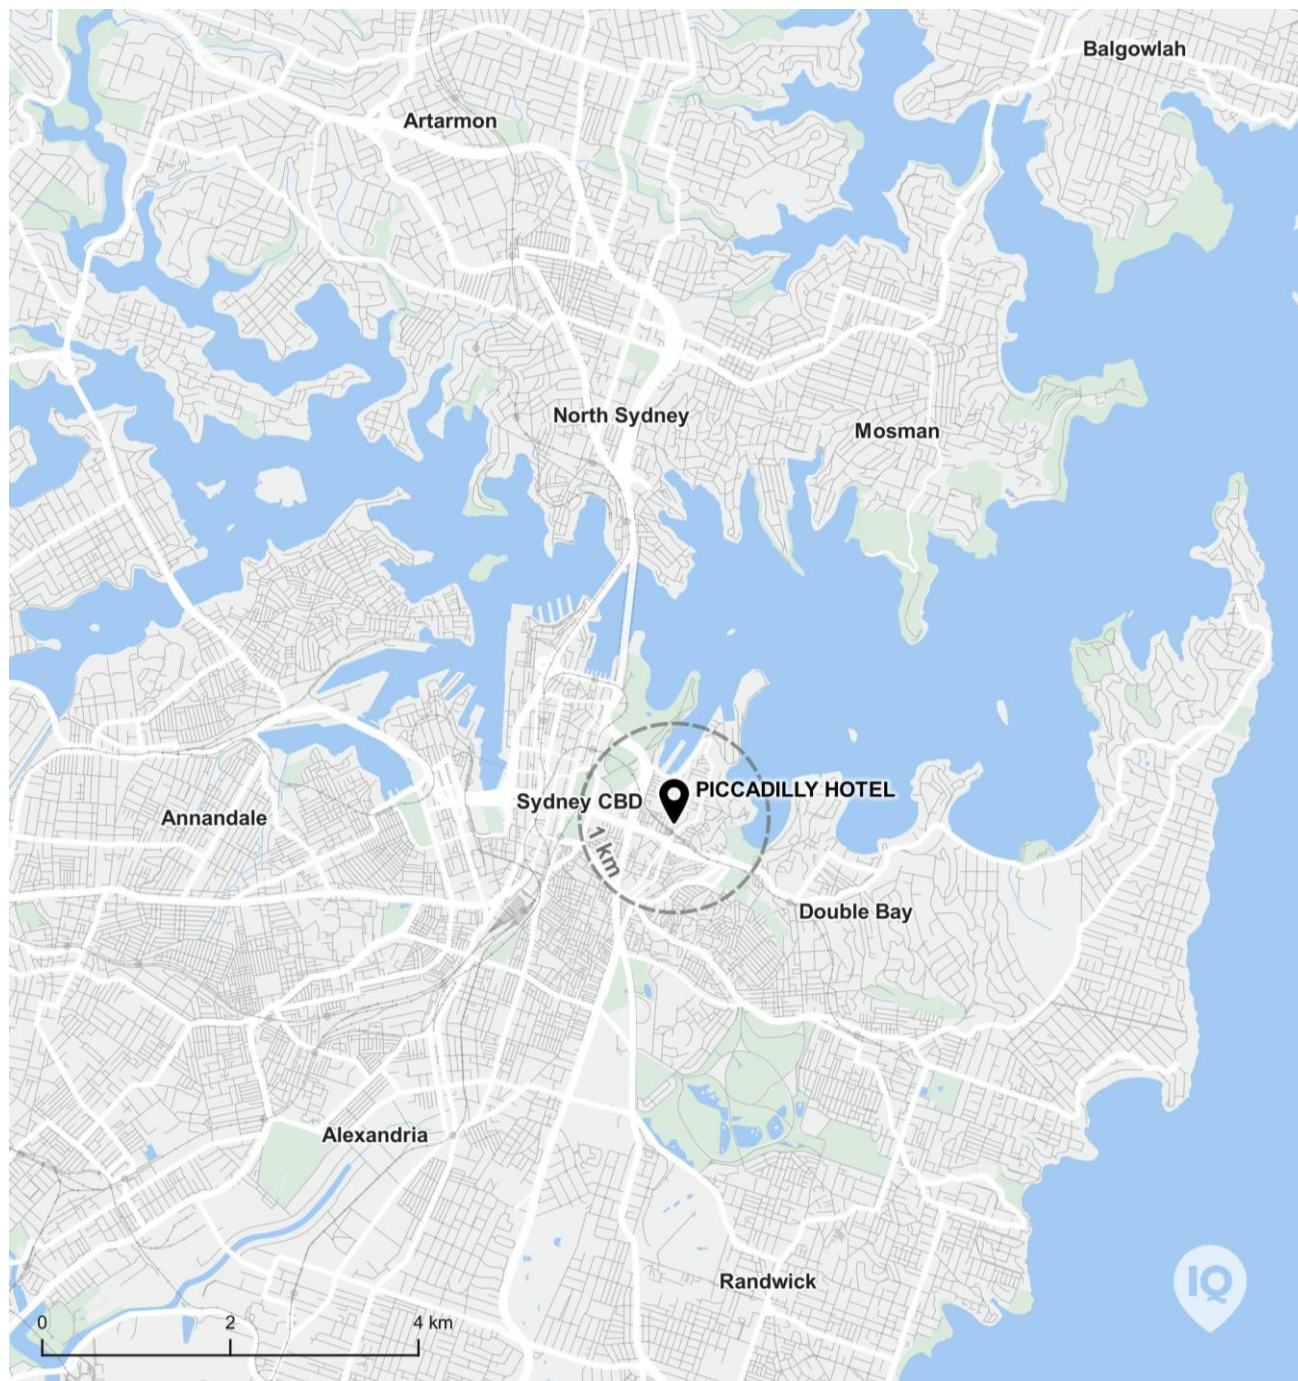 Balgowlah
Artarmon
North Sydney
Mosman
PICCADILLY HOTEL
Sydney CBD
Annandale
1 km
Double Bay
Alexandria
Randwick
IQ
0 2 4 km